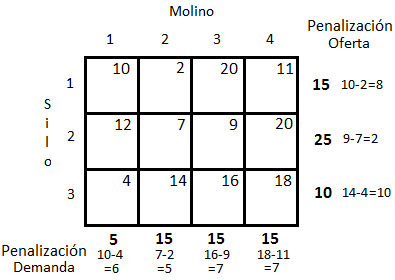 Molino
Penalización
Oferta
1 2 3 4
Silo
1 10 2 20 11 15 10-2=8
2 12 7 9 20 25 9-7=2
3 4 14 16 18 10 14-4=10
5 15 15 15
Penalización 10-4 7-2 16-9 18-11
Demanda =6 =5 =7 =7